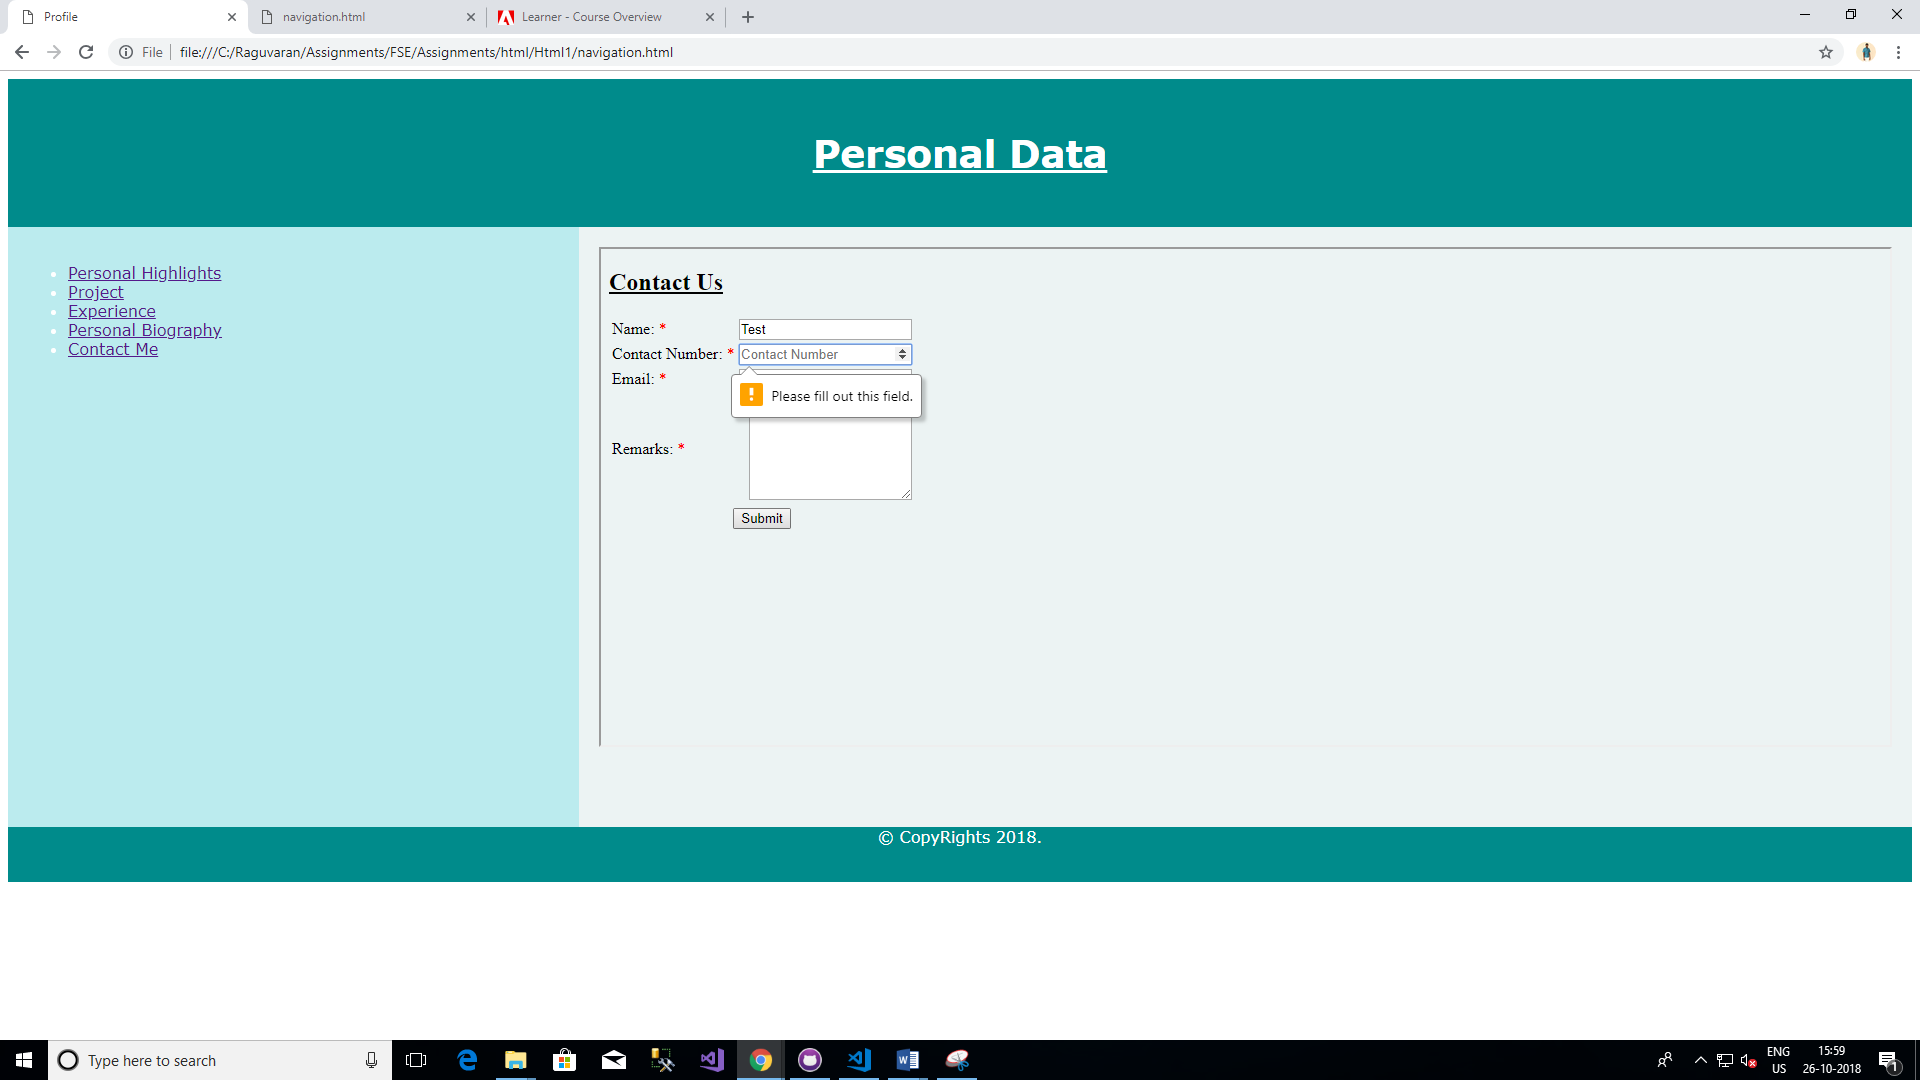 Profile
navigation.html
Learner - Course Overview
File
file:///C:/Raguvaran/Assignments/FSE/Assignments/html/Html1/navigation.html
Personal Data
Personal Highlights
Project
Experience
Personal Biography
Contact Me
Contact Us
Name: *
Test
Contact Number: *
Contact Number
Email: *
Please fill out this field.
Remarks: *
Submit
© CopyRights 2018.
Type here to search
ENG
US
15:59
26-10-2018
1